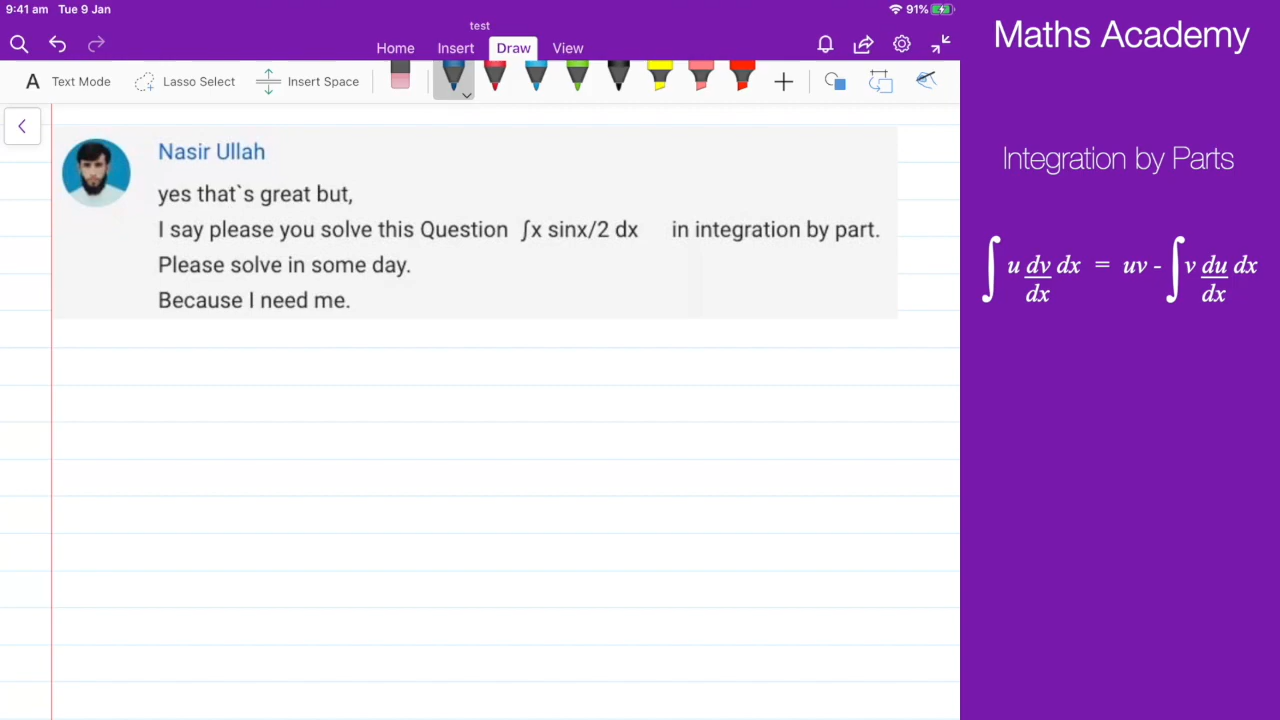 9:41 am Tue 9 Jan
91%
test
Home Insert Draw View
A Text Mode Lasso Select Insert Space
Nasir Ullah
yes that`s great but,
I say please you solve this Question ∫x sinx/2 dx in integration by part.
Please solve in some day.
Because I need me.
Maths Academy
Integration by Parts
∫ u dv/dx dx = uv - ∫ v du/dx dx